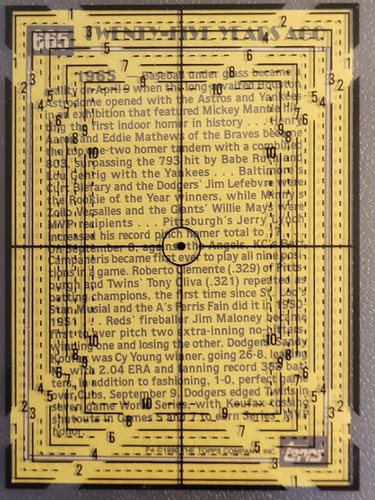 665 TWENTY-FIVE YEARS AGO
1965 Baseball under glass became a
reality on April 9 when the long-awaited Houston
Astrodome opened with the Astros and Yankees
in an exhibition that featured Mickey Mantle hit-
ting the first indoor homer in history . . . Henry
Aaron and Eddie Mathews of the Braves become
the top one-two homer tandem with a combined
803, surpassing the 793 hit by Babe Ruth and
Lou Gehrig with the Yankees . . . Baltimore's
Curt Blefary and the Dodgers' Jim Lefebvre were
the Rookie of the Year winners, while Minny's
Zoilo Versalles and the Giants' Willie Mays were
MVP recipients . . . Pittsburgh's Jerry Lynch
increased his record pinch homer total to 17
On September 8, against the Angels, KC's Bert
Campaneris became first ever to play all nine posi-
tions in a game. Roberto Clemente (.329) of Pitts-
burgh and Twins' Tony Oliva (.321) repeated as
batting champions, the first time since St. Louis'
Stan Musial and the A's Ferris Fain did it in 1950-
1951 . . . Reds' fireballer Jim Maloney became
first to ever pitch two extra-inning no-hitters,
winning one and losing the other. Dodgers' Sandy
Koufax was Cy Young winner, going 26-8, leading
NL with 2.04 ERA and fanning record 382 bat-
ters, in addition to fashioning, 1-0, perfect game
over Cubs, September 9. Dodgers edged Twins in
seven game World Series, with Koufax tossing
shutouts in Games 5 and 7 to earn Series' MVP
honor.
© 1990 THE TOPPS COMPANY, INC.
topps